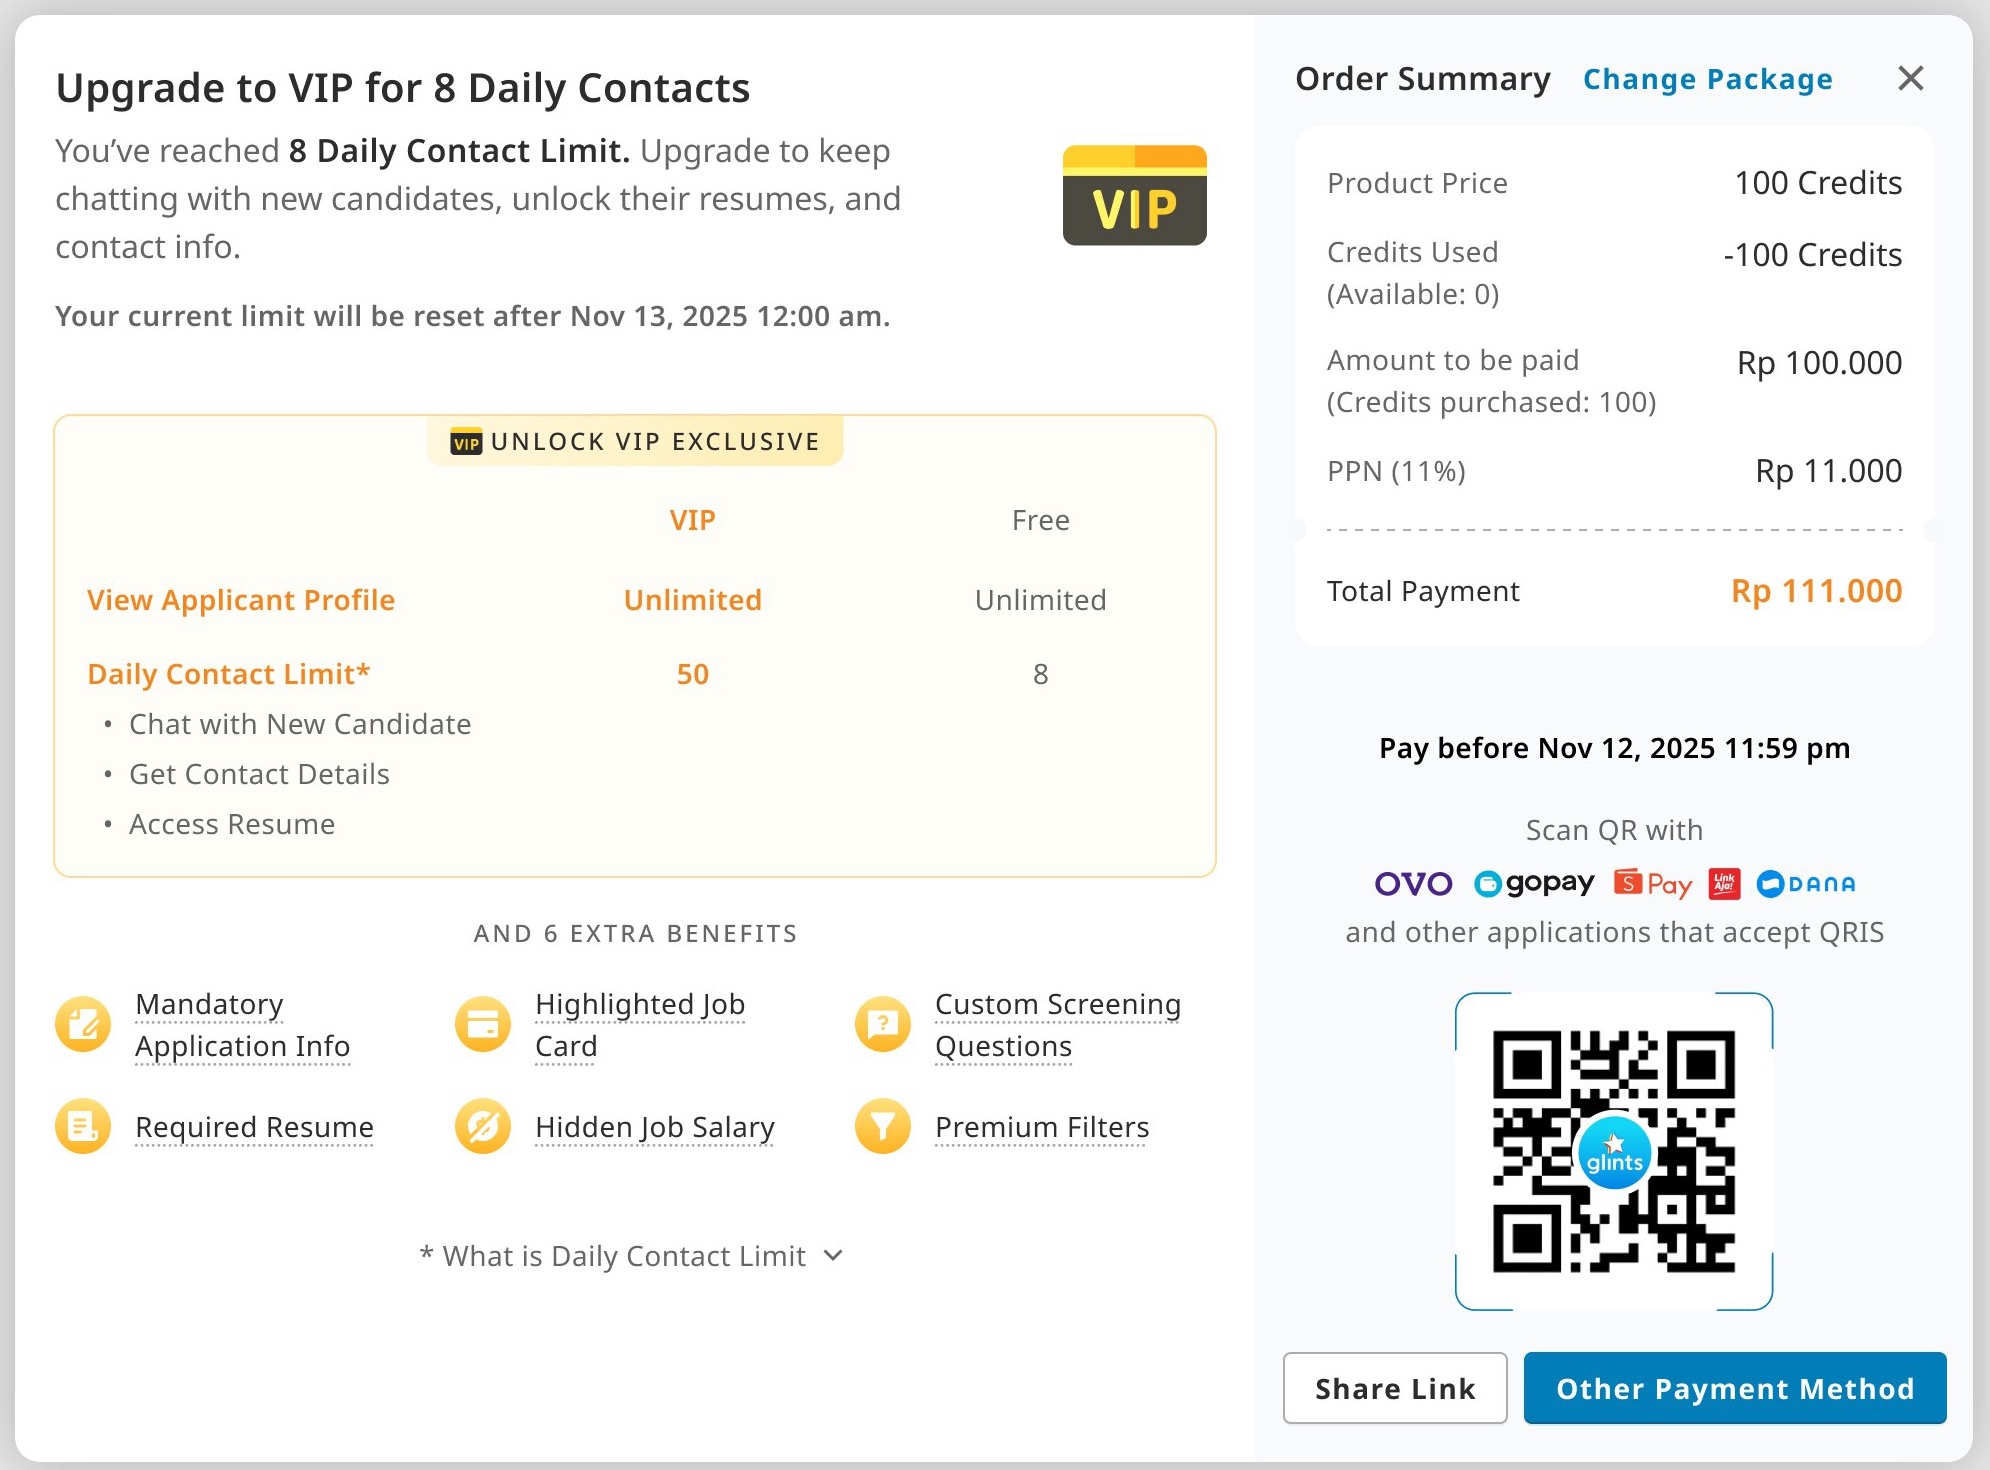 Upgrade to VIP for 8 Daily Contacts
You’ve reached 8 Daily Contact Limit. Upgrade to keep
chatting with new candidates, unlock their resumes, and
contact info.
Your current limit will be reset after Nov 13, 2025 12:00 am.
VIP
VIP UNLOCK VIP EXCLUSIVE
VIP Free
View Applicant Profile Unlimited Unlimited
Daily Contact Limit* 50 8
• Chat with New Candidate
• Get Contact Details
• Access Resume
AND 6 EXTRA BENEFITS
Mandatory
Application Info
Highlighted Job
Card
Custom Screening
Questions
Required Resume
Hidden Job Salary
Premium Filters
* What is Daily Contact Limit
Order Summary Change Package
Product Price 100 Credits
Credits Used -100 Credits
(Available: 0)
Amount to be paid Rp 100.000
(Credits purchased: 100)
PPN (11%) Rp 11.000
Total Payment Rp 111.000
Pay before Nov 12, 2025 11:59 pm
Scan QR with
OVO gopay S Pay Link Aja! DANA
and other applications that accept QRIS
glints
Share Link Other Payment Method